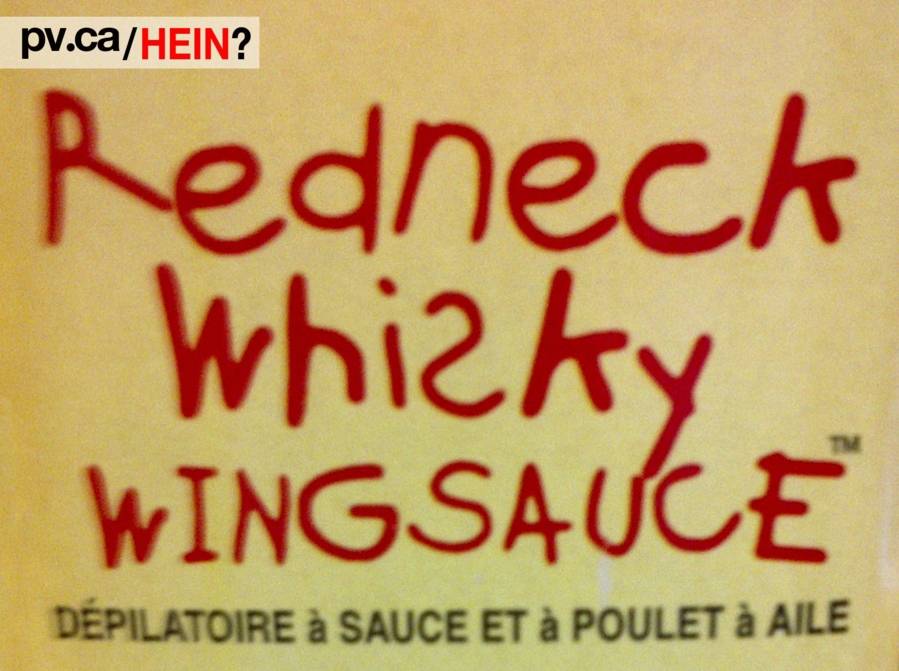 pv.ca/HEIN?
Redneck
Whisky
WINGSAUCE™
DÉPILATOIRE à SAUCE ET à POULET à AILE